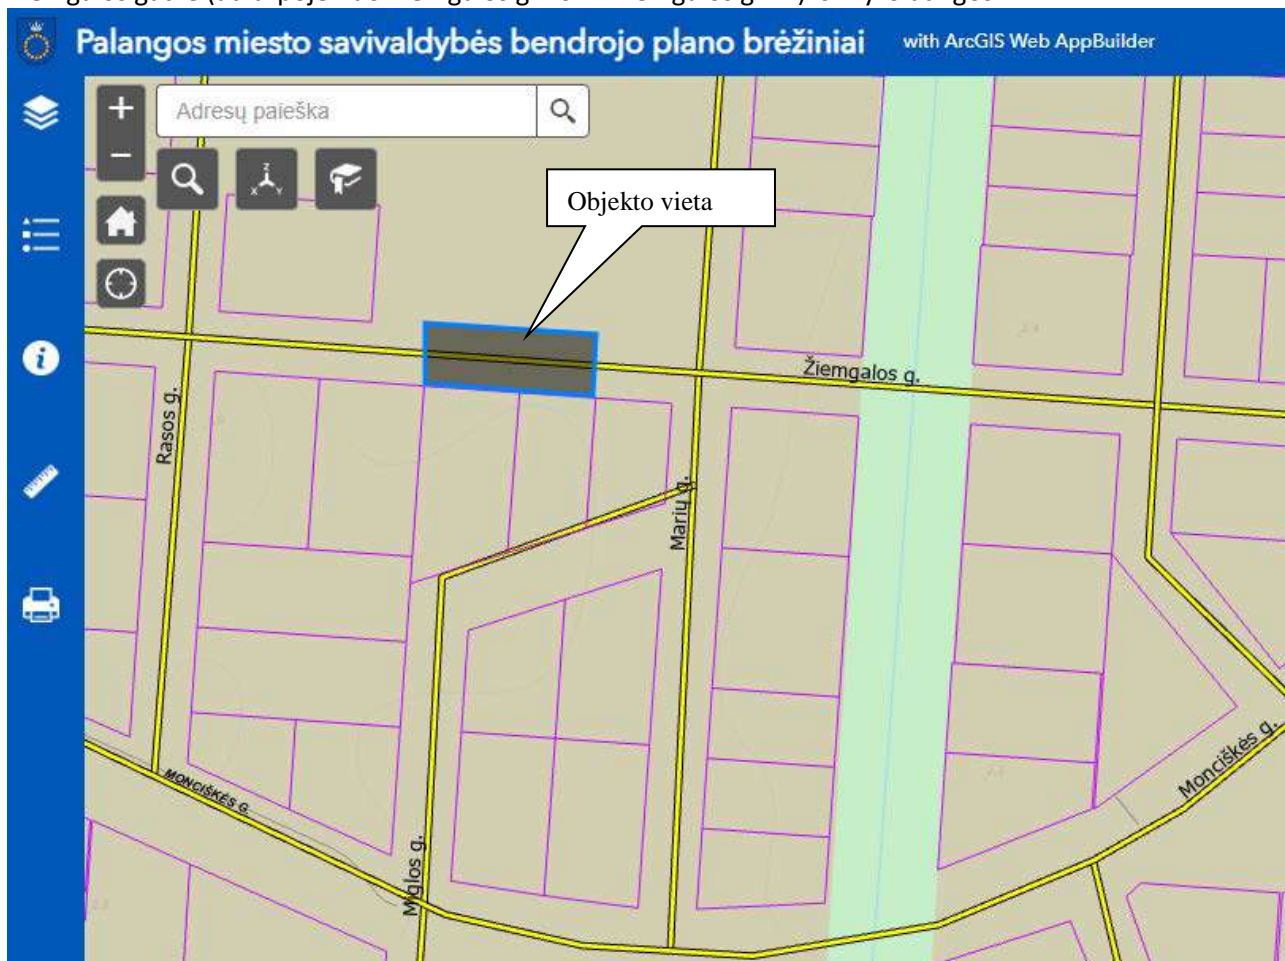 Palangos miesto savivaldybės bendrojo plano brėžiniai with ArcGIS Web AppBuilder
Adresų paieška
Objekto vieta
Žiemgalos g.
Rasos g.
Marių g.
MONCIŠKĖS G.
Monciškės g.
Miglos g.